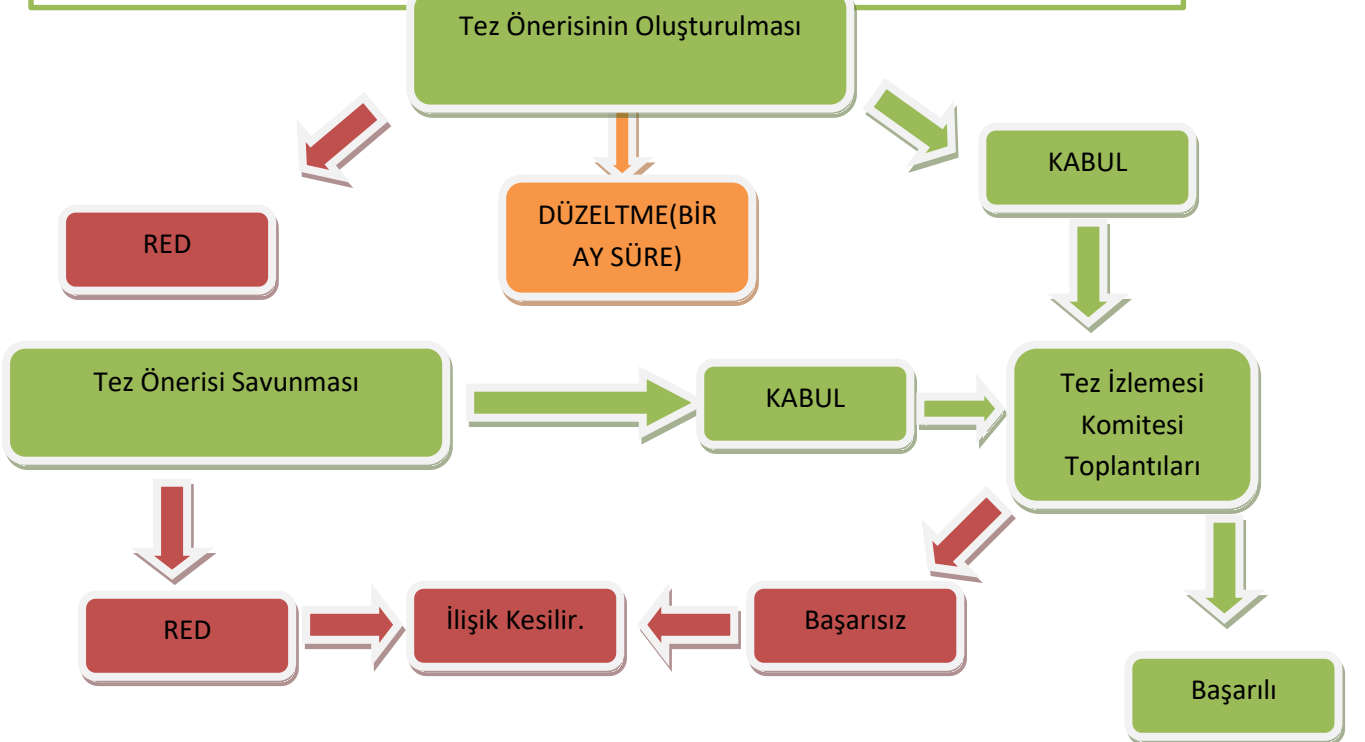 Tez Önerisinin Oluşturulması
KABUL
DÜZELTME(BİR
AY SÜRE)
RED
Tez Önerisi Savunması
KABUL
Tez İzlemesi
Komitesi
Toplantıları
RED
İlişik Kesilir.
Başarısız
Başarılı